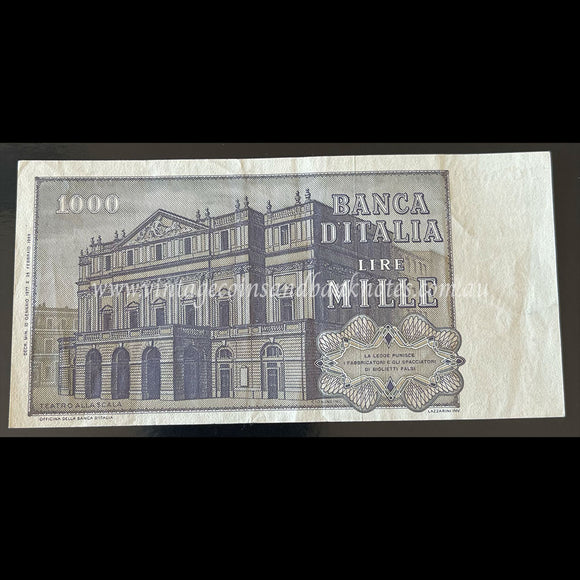 1000
BANCA
D'ITALIA
LIRE
MILLE
www.vintagecoinsandbanknotes.com.au
LA LEGGE PUNISCE
I FABBRICATORI E GLI SPACCIATORI
DI BIGLIETTI FALSI
TEATRO ALLA SCALA
OFFICINA DELLA BANCA D'ITALIA
LAZZARINI INV.